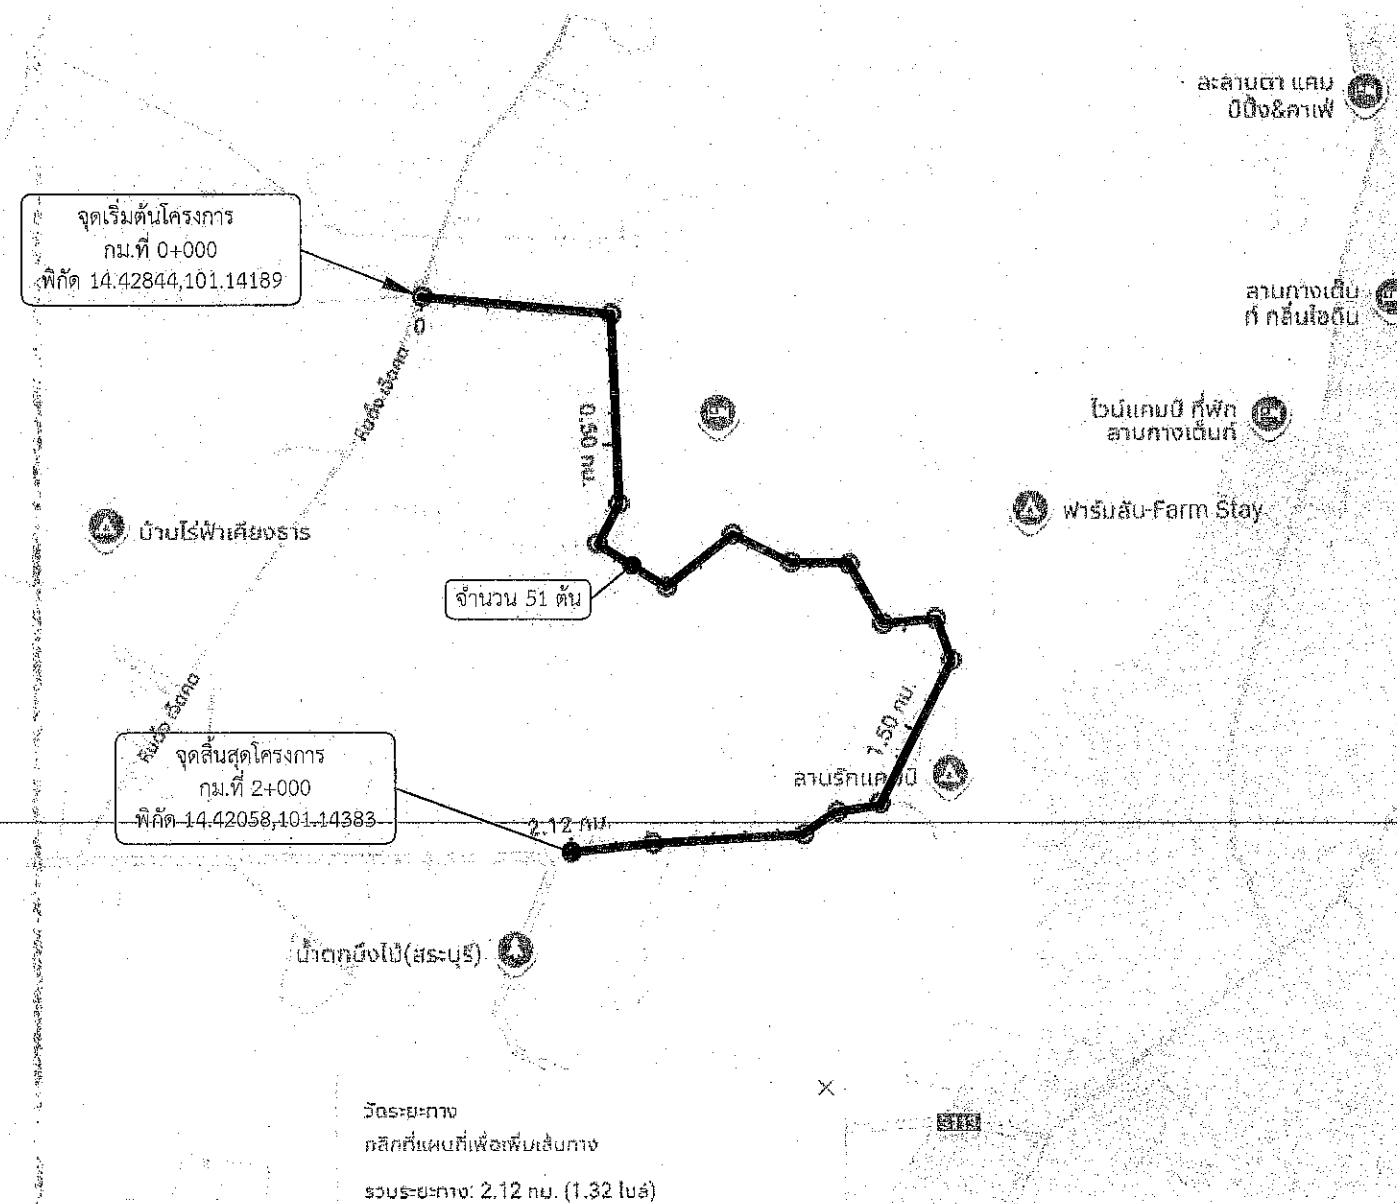 ละลานตา แคม
ปิ้ง&คาเฟ่
จุดเริ่มต้นโครงการ
กม.ที่ 0+000
พิกัด 14.42844,101.14189
0
ลานกางเต็น
ท์ กลิ่นไอดิน
0.50 กม.
ไวน์แคมป์ ที่พัก
ลานกางเต็นท์
บ้านไร่ฟ้าเคียงธาร
ฟาร์มลับ-Farm Stay
จำนวน 51 ต้น
1.50 กม.
จุดสิ้นสุดโครงการ
กม.ที่ 2+000
พิกัด 14.42058,101.14383
ลานรักแคมป์
2.12 กม.
น้ำตกบึงไม้(สระบุรี)
วัดระยะทาง
คลิกที่แผนที่เพื่อเพิ่มเส้นทาง
รวมระยะทาง: 2.12 กม. (1.32 ไมล์)